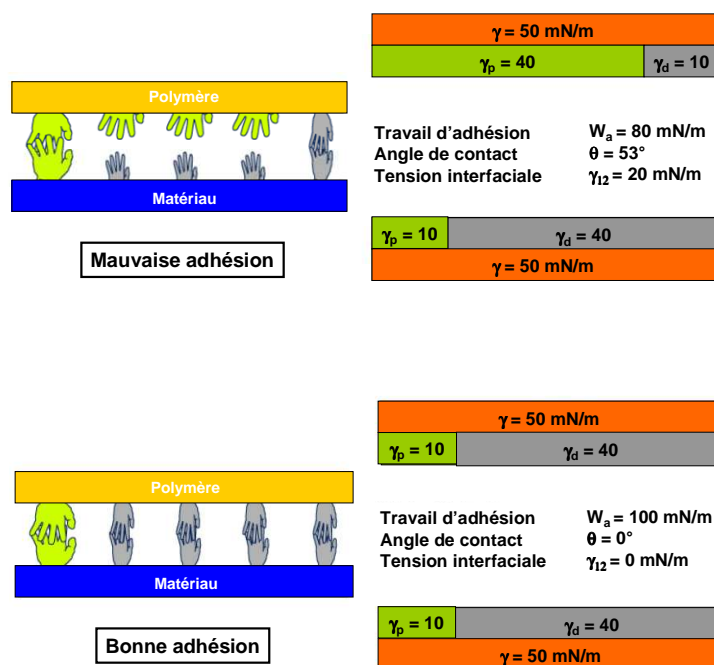 γ = 50 mN/m
γp = 40 γd = 10
Polymère
Travail d'adhésion Wa = 80 mN/m
Angle de contact θ = 53°
Tension interfaciale γ12 = 20 mN/m
Matériau
γp = 10 γd = 40
Mauvaise adhésion
γ = 50 mN/m
γ = 50 mN/m
γp = 10 γd = 40
Polymère
Travail d'adhésion Wa = 100 mN/m
Angle de contact θ = 0°
Tension interfaciale γ12 = 0 mN/m
Matériau
γp = 10 γd = 40
Bonne adhésion
γ = 50 mN/m